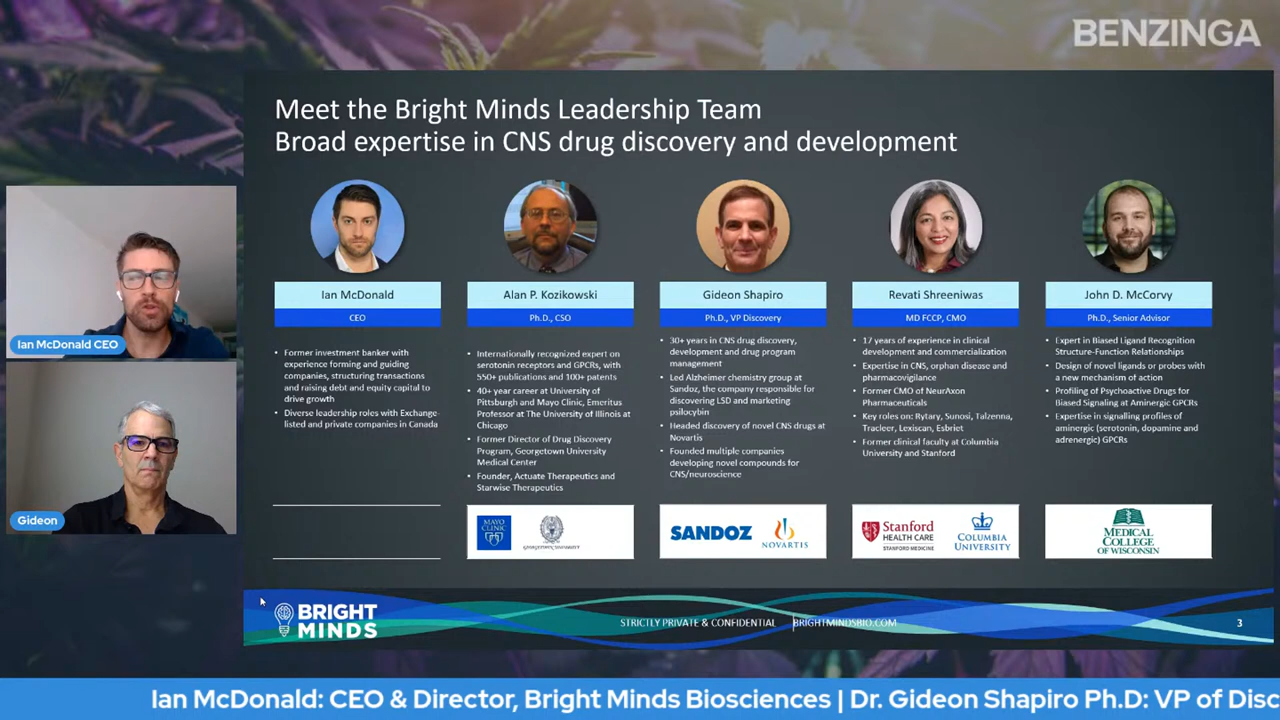 BENZINGA
Meet the Bright Minds Leadership Team
Broad expertise in CNS drug discovery and development
Ian McDonald
CEO
• Former investment banker with
experience forming and guiding
companies, structuring transactions
and raising debt and equity capital to
drive growth
• Diverse leadership roles with Exchange-
listed and private companies in Canada
Alan P. Kozikowski
Ph.D., CSO
• Internationally recognized expert on
serotonin receptors and GPCRs, with
550+ publications and 100+ patents
• 40+ year career at University of
Pittsburgh and Mayo Clinic, Emeritus
Professor at The University of Illinois at
Chicago
• Former Director of Drug Discovery
Program, Georgetown University
Medical Center
• Founder, Actuate Therapeutics and
Starwise Therapeutics
MAYO
CLINIC
GEORGETOWN UNIVERSITY
Gideon Shapiro
Ph.D., VP Discovery
• 30+ years in CNS drug discovery,
development and drug program
management
• Led Alzheimer chemistry group at
Sandoz, the company responsible for
discovering LSD and marketing
psilocybin
• Headed discovery of novel CNS drugs at
Novartis
• Founded multiple companies
developing novel compounds for
CNS/neuroscience
SANDOZ
NOVARTIS
Revati Shreeniwas
MD FCCP, CMO
• 17 years of experience in clinical
development and commercialization
• Expertise in CNS, orphan disease and
pharmacovigilance
• Former CMO of NeurAxon
Pharmaceuticals
• Key roles on: Rytary, Sunosi, Talzenna,
Tracleer, Lexiscan, Esbriet
• Former clinical faculty at Columbia
University and Stanford
Stanford
HEALTH CARE
STANFORD MEDICINE
COLUMBIA
UNIVERSITY
John D. McCorvy
Ph.D., Senior Advisor
• Expert in Biased Ligand Recognition
Structure-Function Relationships
• Design of novel ligands or probes with
a new mechanism of action
• Profiling of Psychoactive Drugs for
Biased Signaling at Aminergic GPCRs
• Expertise in signalling profiles of
aminergic (serotonin, dopamine and
adrenergic) GPCRs
MEDICAL
COLLEGE
OF WISCONSIN
Ian McDonald CEO
Gideon
BRIGHT
MINDS
STRICTLY PRIVATE & CONFIDENTIAL | BRIGHTMINDSBIO.COM
3
Ian McDonald: CEO & Director, Bright Minds Biosciences | Dr. Gideon Shapiro Ph.D: VP of Disc